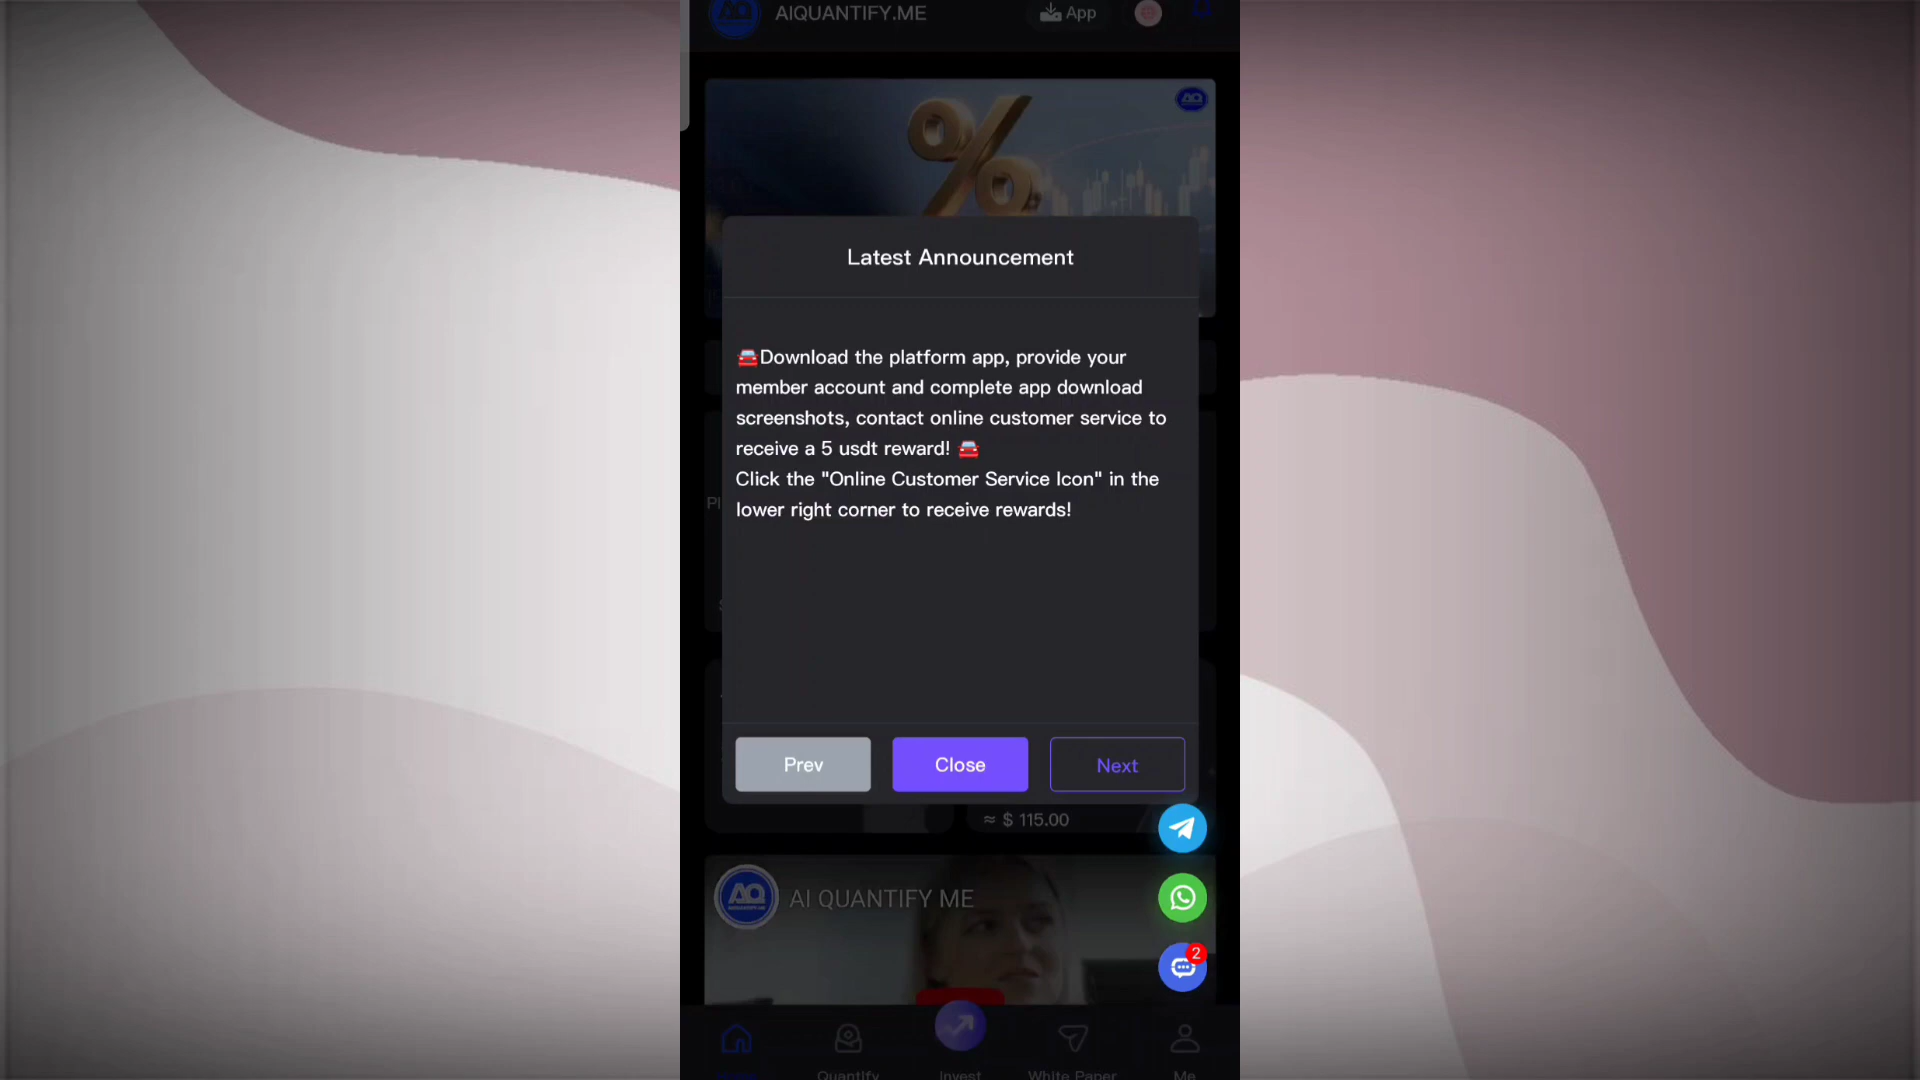 AIQUANTIFY.ME
App
Latest Announcement
🚘Download the platform app, provide your
member account and complete app download
screenshots, contact online customer service to
receive a 5 usdt reward! 🚘
Click the "Online Customer Service Icon" in the
lower right corner to receive rewards!
Prev
Close
Next
≈ $ 115.00
AI QUANTIFY ME
2
Quantify
Invest
White Paper
Me